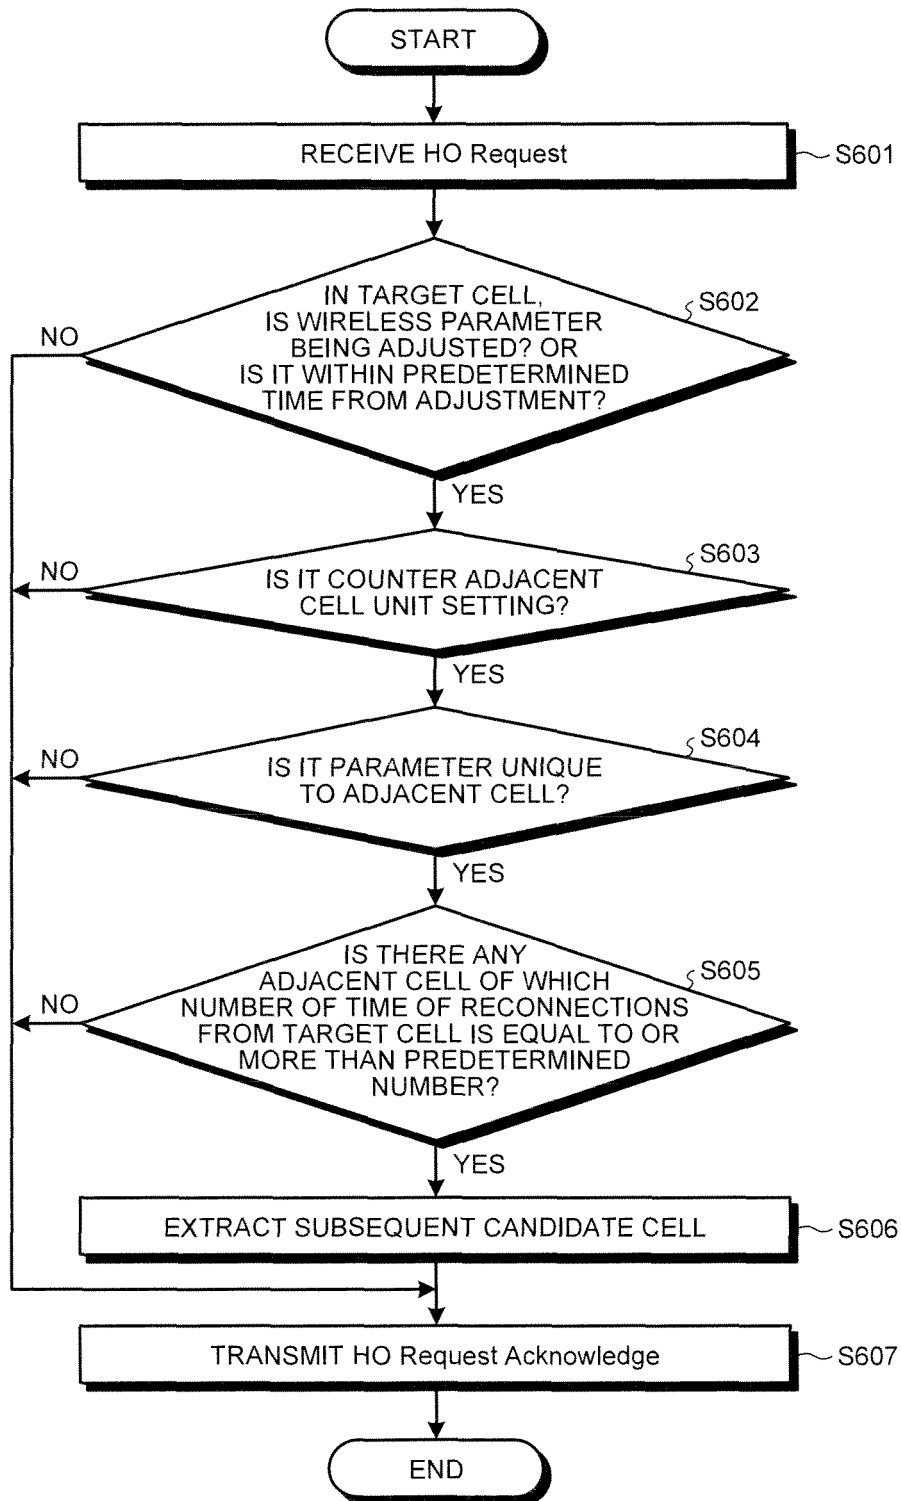 START
RECEIVE HO Request
S601
IN TARGET CELL,
IS WIRELESS PARAMETER
BEING ADJUSTED? OR
IS IT WITHIN PREDETERMINED
TIME FROM ADJUSTMENT?
S602
NO
YES
IS IT COUNTER ADJACENT
CELL UNIT SETTING?
S603
NO
YES
IS IT PARAMETER UNIQUE
TO ADJACENT CELL?
S604
NO
YES
IS THERE ANY
ADJACENT CELL OF WHICH
NUMBER OF TIME OF RECONNECTIONS
FROM TARGET CELL IS EQUAL TO OR
MORE THAN PREDETERMINED
NUMBER?
S605
NO
YES
EXTRACT SUBSEQUENT CANDIDATE CELL
S606
TRANSMIT HO Request Acknowledge
S607
END